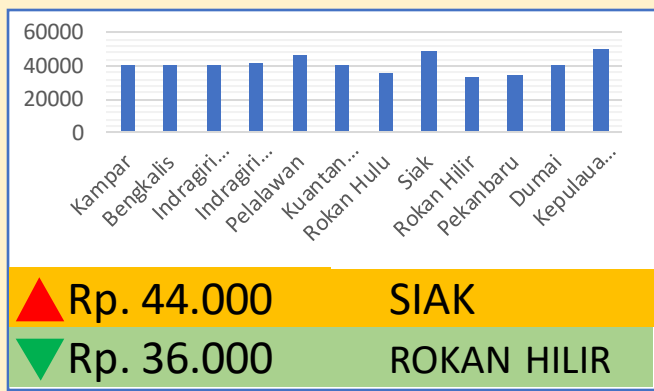 60000
40000
20000
0
Kampar
Bengkalis
Indragiri...
Indragiri...
Pelalawan
Kuantan...
Rokan Hulu
Siak
Rokan Hilir
Pekanbaru
Dumai
Kepulaua...
Rp. 44.000 SIAK
Rp. 36.000 ROKAN HILIR